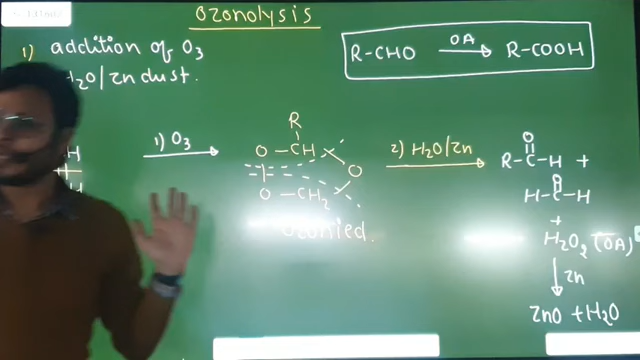 Ozonolysis
1) addition of O3
H2O/Zn dust.
R-CHO OA R-COOH
H
H
1) O3
R
O-CH
O
O-CH2
ozonied.
2) H2O/Zn
O
R-C-H +
O
H-C-H
+
H2O2 (OA)
Zn
ZnO + H2O